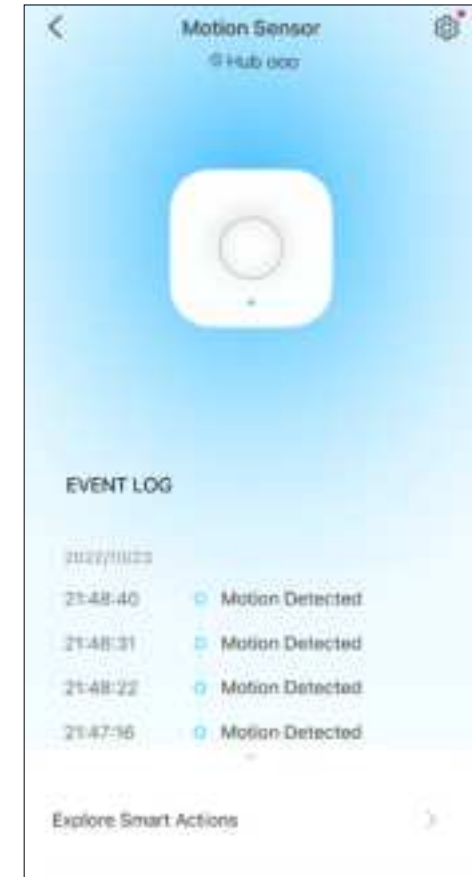 Motion Sensor
Hub ooo
EVENT LOG
2022/10/23
21:48:40 Motion Detected
21:48:31 Motion Detected
21:48:22 Motion Detected
21:47:16 Motion Detected
Explore Smart Actions